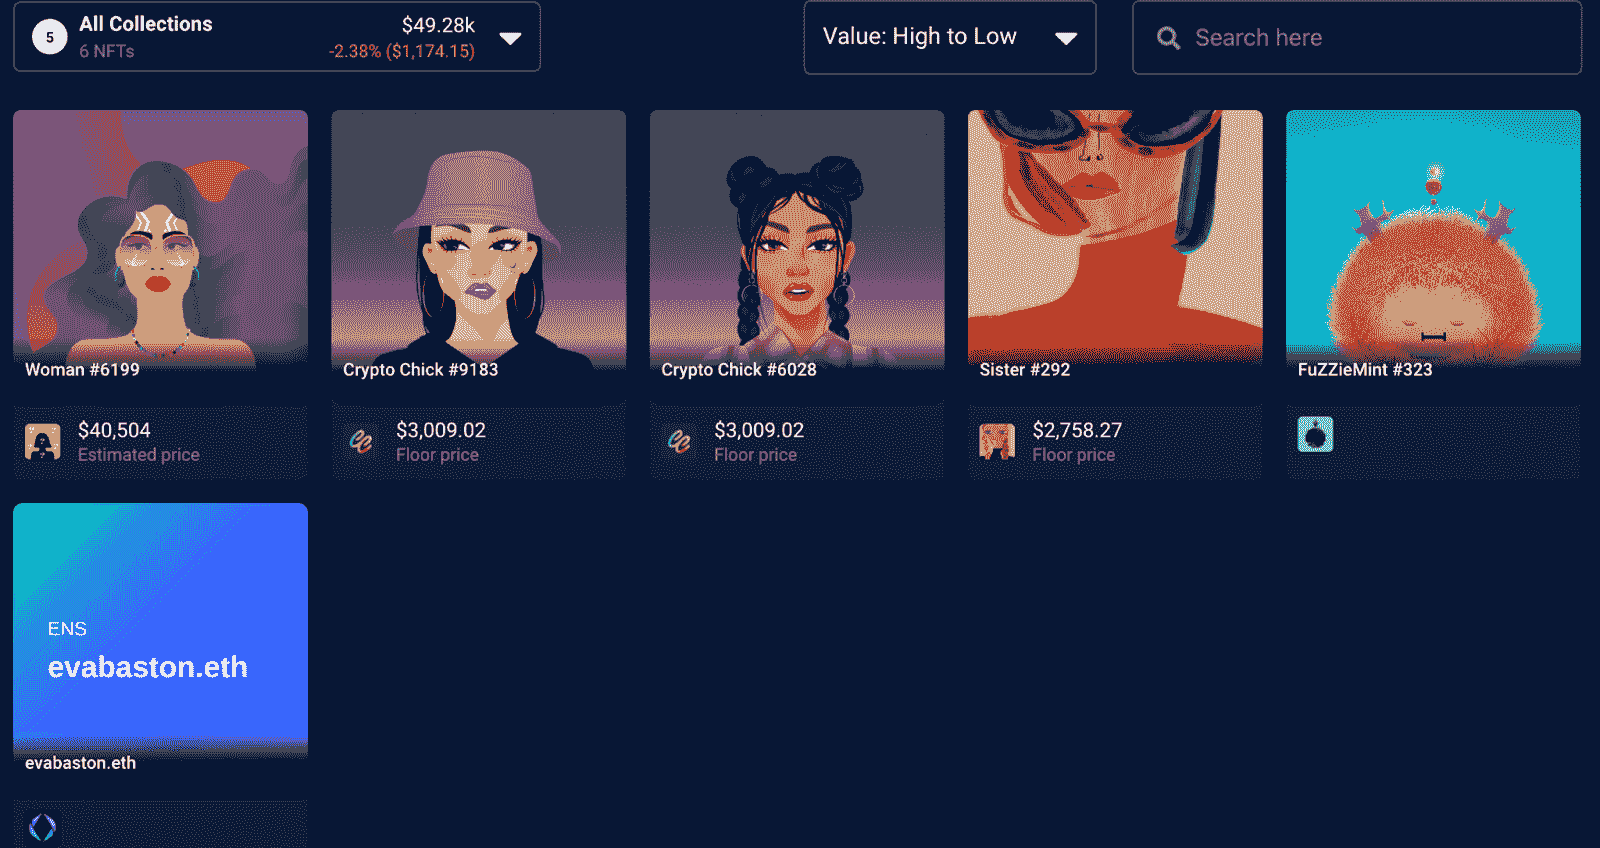 5
All Collections
$49.28k
6 NFTs
-2.38% ($1,174.15)
Value: High to Low
Search here
Woman #6199
Crypto Chick #9183
Crypto Chick #6028
Sister #292
FuZZieMint #323
$40,504
Estimated price
$3,009.02
Floor price
$3,009.02
Floor price
$2,758.27
Floor price
ENS
evabaston.eth
evabaston.eth